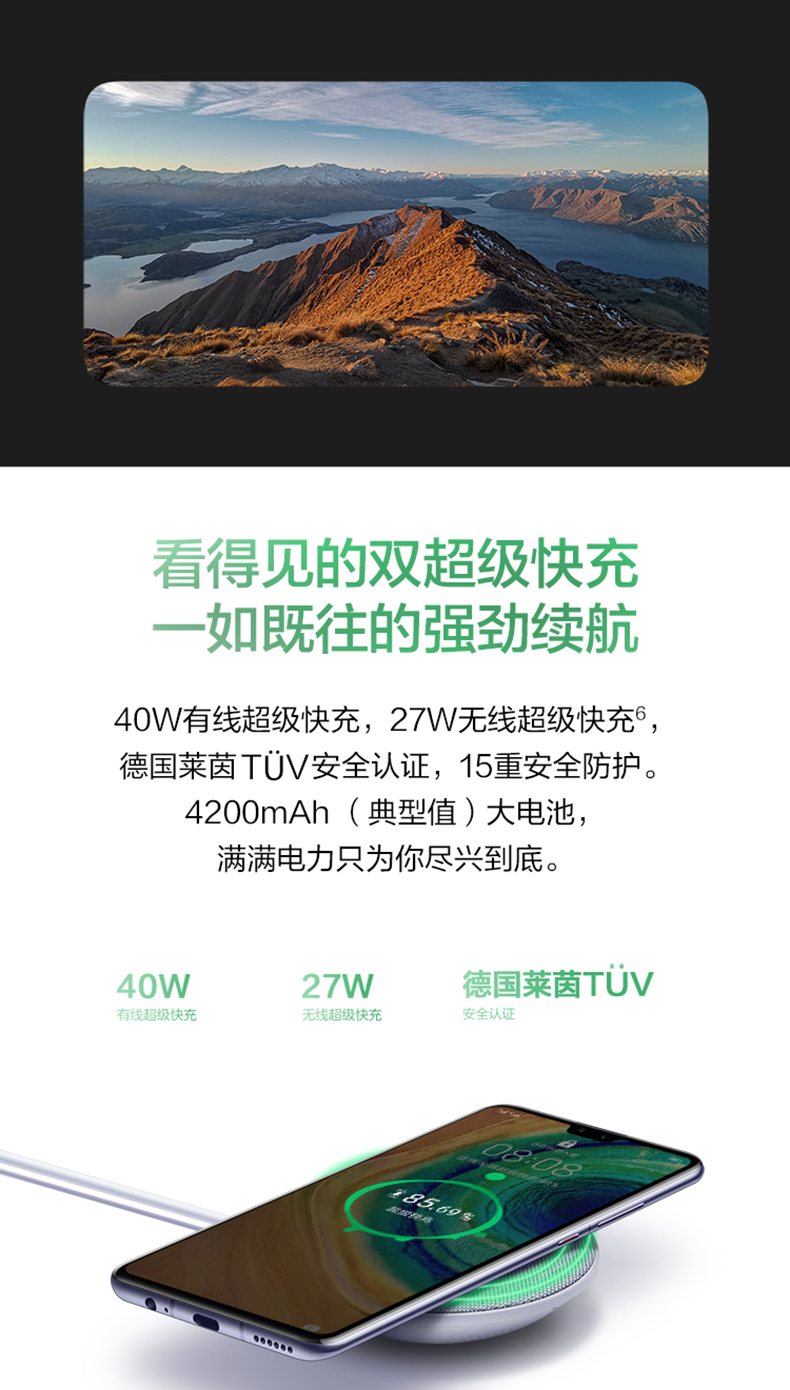 看得见的双超级快充
一如既往的强劲续航
40W有线超级快充，27W无线超级快充⁶，
德国莱茵TÜV安全认证，15重安全防护。
4200mAh（典型值）大电池，
满满电力只为你尽兴到底。
40W
有线超级快充
27W
无线超级快充
德国莱茵TÜV
安全认证
08:08
85.69%
超级快充